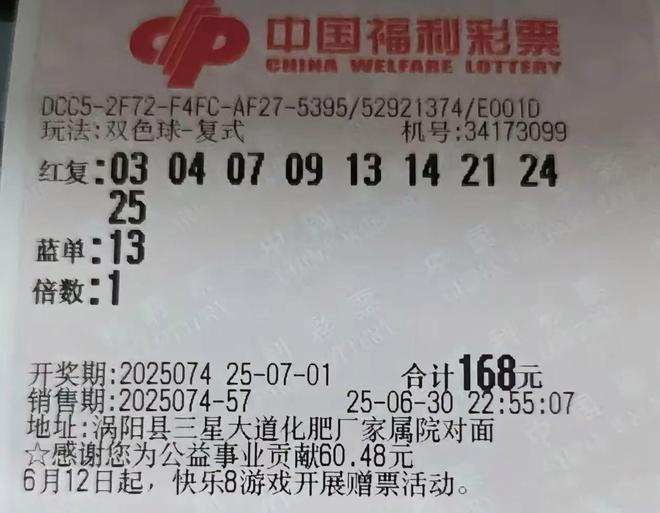 中国福利彩票
CHINA WELFARE LOTTERY
DCC5-2F72-F4FC-AF27-5395/52921374/E001D
玩法:双色球-复式 机号:34173099
红复:03 04 07 09 13 14 21 24
25
蓝单:13
倍数:1
开奖期:2025074 25-07-01 合计168元
销售期:2025074-57 25-06-30 22:55:07
地址:涡阳县三星大道化肥厂家属院对面
☆感谢您为公益事业贡献60.48元
6月12日起，快乐8游戏开展赠票活动。